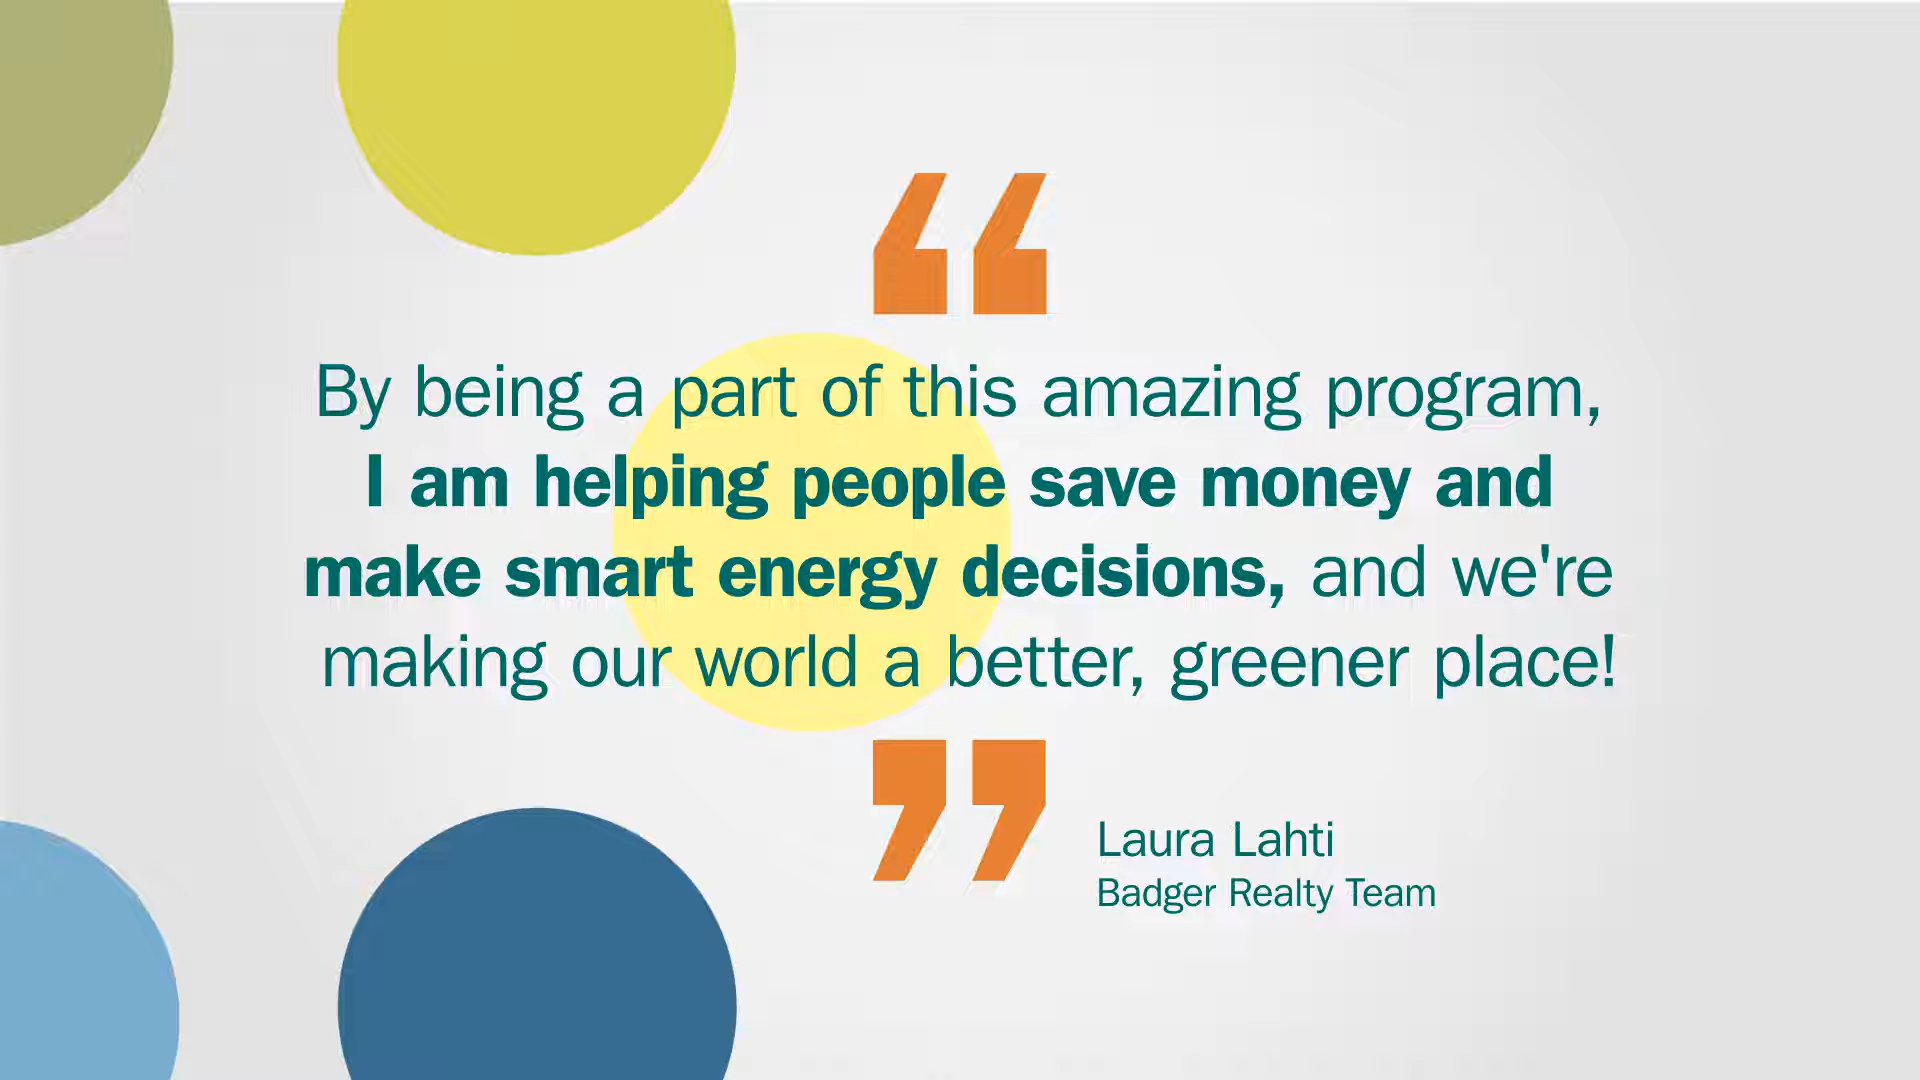 “
By being a part of this amazing program,
I am helping people save money and
make smart energy decisions, and we're
making our world a better, greener place!
”
Laura Lahti
Badger Realty Team